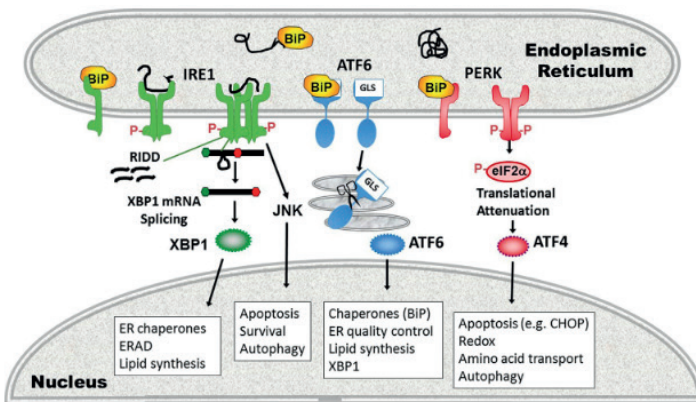 BiP
Endoplasmic
Reticulum
BiP
IRE1
ATF6
BiP
GLS
BiP
PERK
P-
P-
-P
P-
-P
RIDD
XBP1 mRNA
Splicing
XBP1
JNK
GLS
ATF6
P-
eIF2α
Translational
Attenuation
ATF4
ER chaperones
ERAD
Lipid synthesis
Apoptosis
Survival
Autophagy
Chaperones (BiP)
ER quality control
Lipid synthesis
XBP1
Apoptosis (e.g. CHOP)
Redox
Amino acid transport
Autophagy
Nucleus